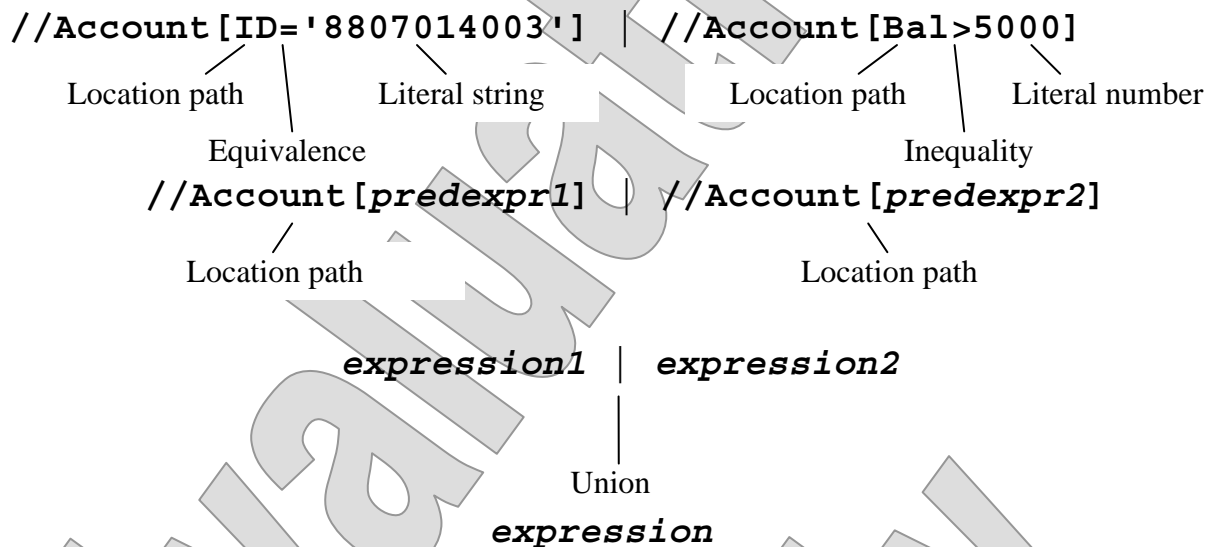 //Account[ID='8807014003'] | //Account[Bal>5000]
Location path Literal string Location path Literal number
Equivalence Inequality
//Account[predexpr1] | //Account[predexpr2]
Location path Location path
expression1 | expression2
Union
expression